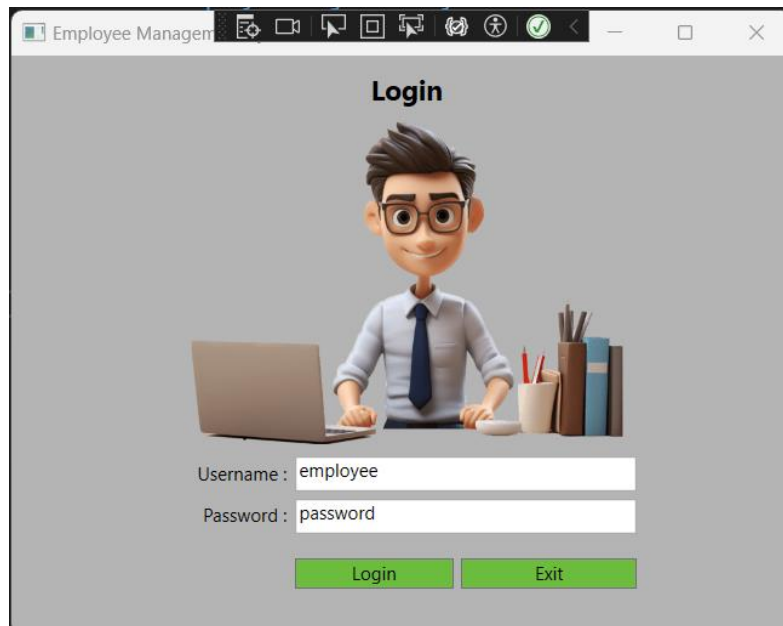 Employee Managem
Login
Username :
employee
Password :
password
Login
Exit